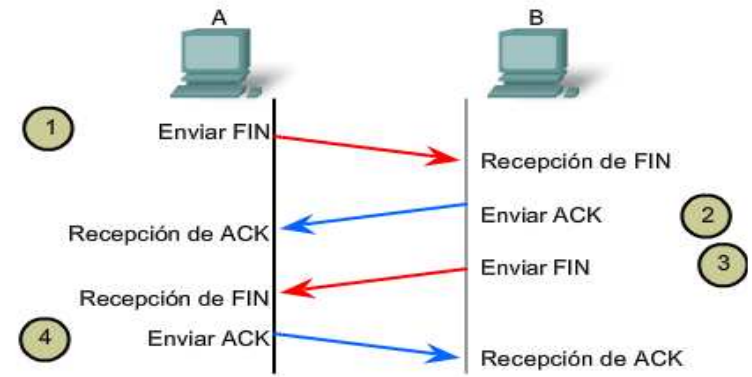 A
B
1
Enviar FIN
Recepción de FIN
Enviar ACK
2
Recepción de ACK
Enviar FIN
3
Recepción de FIN
4
Enviar ACK
Recepción de ACK